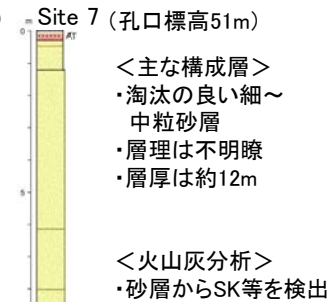 Site 7 (孔口標高51m)
m
0
AT
<主な構成層>
・淘汰の良い細～
中粒砂層
・層理は不明瞭
・層厚は約12m
5
<火山灰分析>
・砂層からSK等を検出